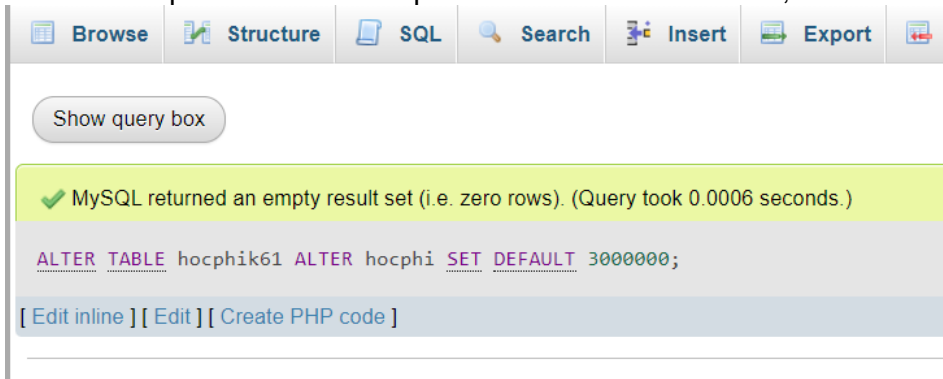 Browse Structure SQL Search Insert Export
Show query box
MySQL returned an empty result set (i.e. zero rows). (Query took 0.0006 seconds.)
ALTER TABLE hocphik61 ALTER hocphi SET DEFAULT 3000000;
[ Edit inline ] [ Edit ] [ Create PHP code ]